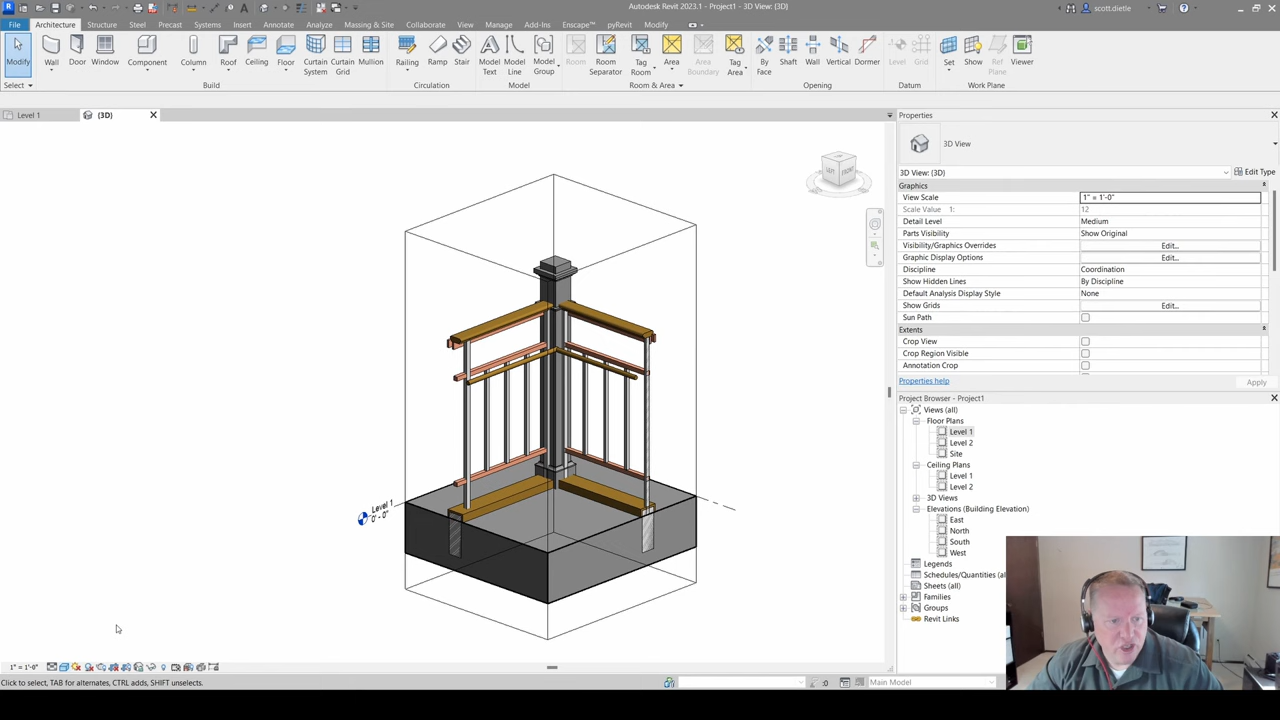 Autodesk Revit 2023.1 - Project1 - 3D View: {3D}
scott.dietle
File Architecture Structure Steel Precast Systems Insert Annotate Analyze Massing & Site Collaborate View Manage Add-Ins Enscape™ pyRevit Modify
Modify Wall Door Window Component Column Roof Ceiling Floor Curtain System Curtain Grid Mullion Railing Ramp Stair Model Text Model Line Model Group Room Room Separator Tag Room Area Area Boundary Tag Area By Face Shaft Wall Vertical Dormer Level Grid Set Show Ref Plane Viewer
Select Build Circulation Model Room & Area Opening Datum Work Plane
Level 1 {3D}
Properties
3D View
3D View: {3D} Edit Type
Graphics
View Scale 1" = 1'-0"
Scale Value 1: 12
Detail Level Medium
Parts Visibility Show Original
Visibility/Graphics Overrides Edit...
Graphic Display Options Edit...
Discipline Coordination
Show Hidden Lines By Discipline
Default Analysis Display Style None
Show Grids Edit...
Sun Path
Extents
Crop View
Crop Region Visible
Annotation Crop
Properties help Apply
Project Browser - Project1
Views (all)
Floor Plans
Level 1
Level 2
Site
Ceiling Plans
Level 1
Level 2
3D Views
Elevations (Building Elevation)
East
North
South
West
Legends
Schedules/Quantities (al
Sheets (all)
Families
Groups
Revit Links
Level 1
0' - 0"
1" = 1'-0"
Click to select, TAB for alternates, CTRL adds, SHIFT unselects.
:0 Main Model